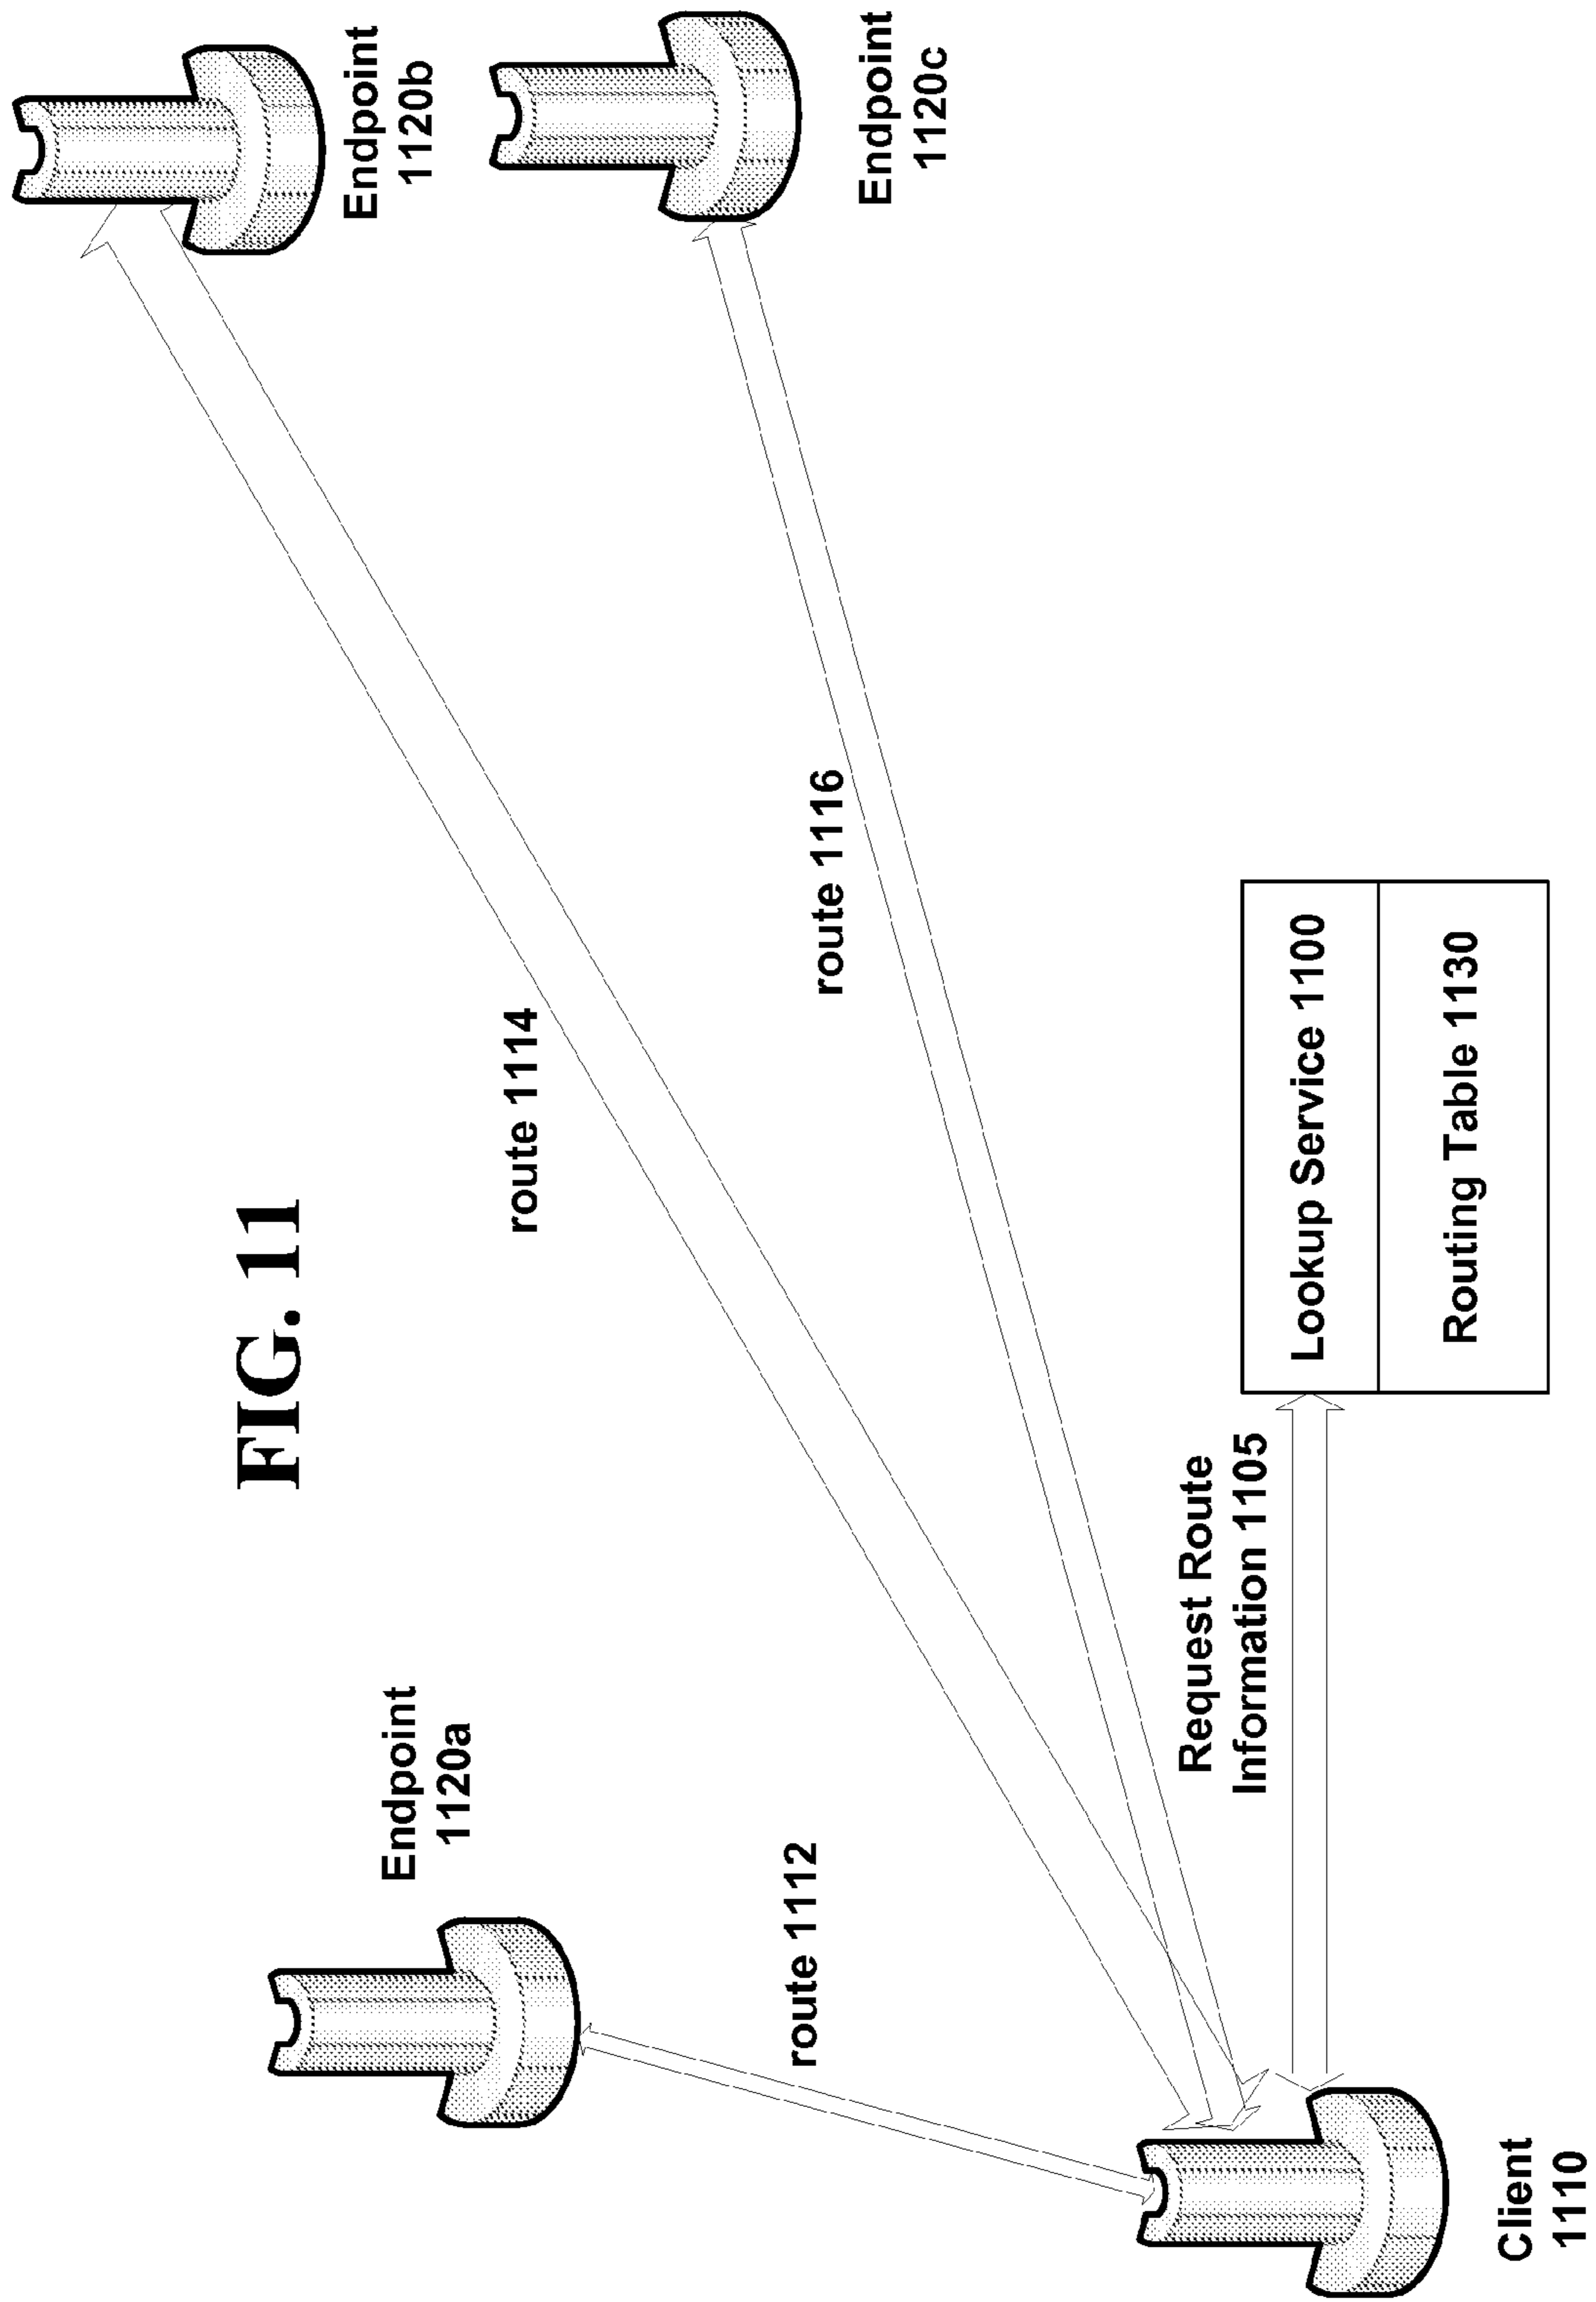 FIG. 11
Endpoint
1120a
Endpoint
1120b
Endpoint
1120c
route 1112
route 1114
route 1116
Request Route
Information 1105
Lookup Service 1100
Routing Table 1130
Client
1110